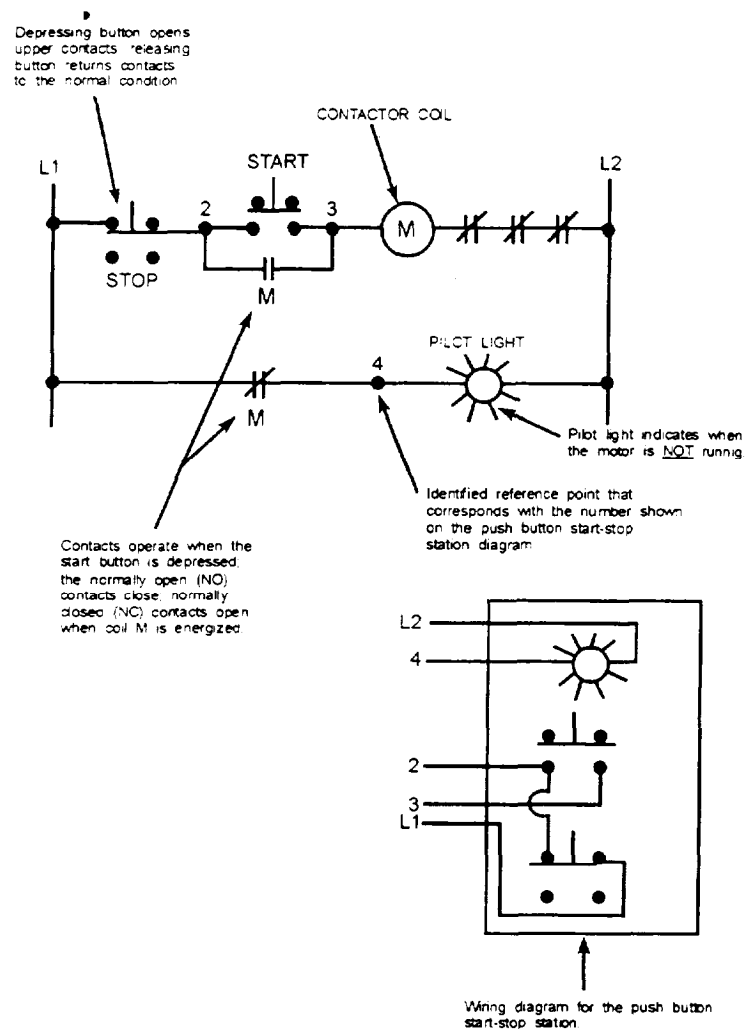 Depressing button opens
upper contacts releasing
button returns contacts
to the normal condition
CONTACTOR COIL
L1
START
L2
2
3
M
STOP
M
PILOT LIGHT
4
M
Pilot light indicates when
the motor is NOT runnig
Identified reference point that
corresponds with the number shown
on the push button start-stop
station diagram
Contacts operate when the
start button is depressed;
the normally open (NO)
contacts close; normally
closed (NC) contacts open
when coil M is energized.
L2
4
2
3
L1
Wiring diagram for the push button
start-stop station.